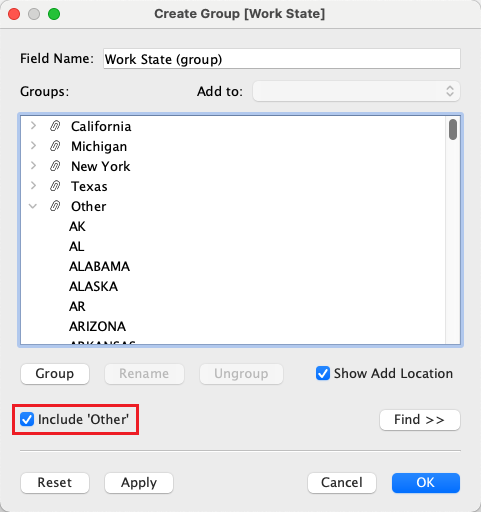 Create Group [Work State]
Field Name: Work State (group)
Groups: Add to:
California
Michigan
New York
Texas
Other
AK
AL
ALABAMA
ALASKA
AR
ARIZONA
ARKANSAS
Group Rename Ungroup Show Add Location
Include 'Other' Find >>
Reset Apply Cancel OK